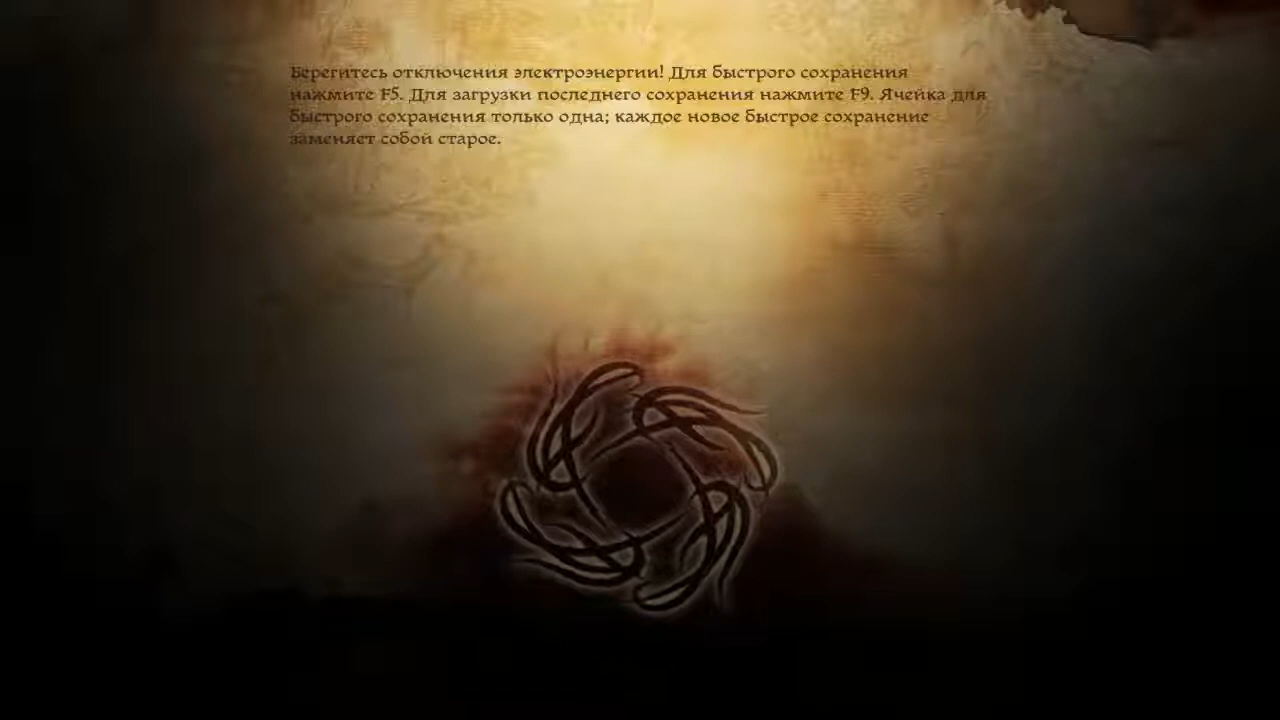 Берегитесь отключения электроэнергии! Для быстрого сохранения
нажмите F5. Для загрузки последнего сохранения нажмите F9. Ячейка для
быстрого сохранения только одна; каждое новое быстрое сохранение
заменяет собой старое.